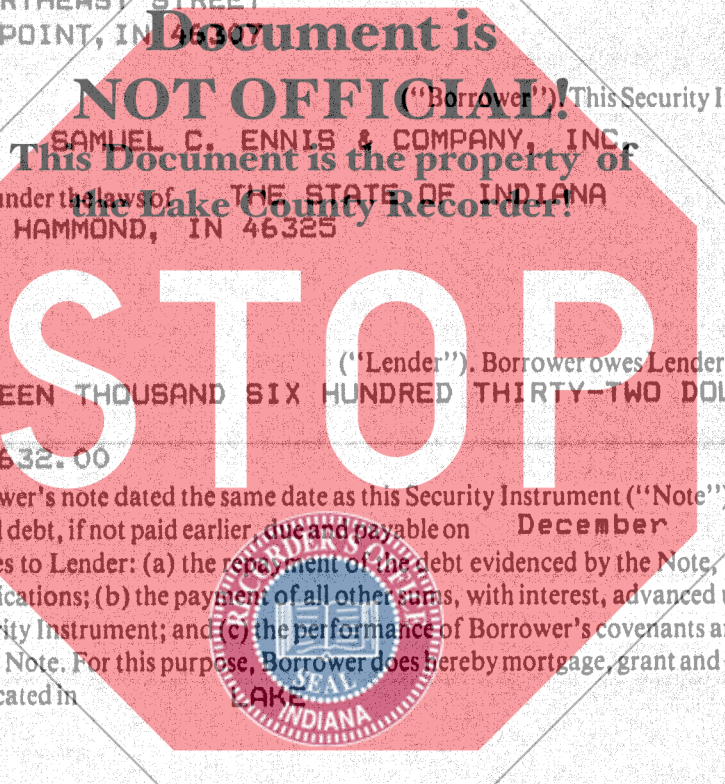 RTHEAST STREET
POINT, IN 46307
Document is
NOT OFFICIAL!
("Borrower"). This Security I
SAMUEL C. ENNIS & COMPANY, INC.
This Document is the property of
under the laws of THE STATE OF INDIANA
the Lake County Recorder!
HAMMOND, IN 46325
STOP
("Lender"). Borrower owes Lender
EEN THOUSAND SIX HUNDRED THIRTY-TWO DOL
632.00
wer's note dated the same date as this Security Instrument ("Note")
l debt, if not paid earlier, due and payable on December
es to Lender: (a) the repayment of the debt evidenced by the Note,
ications; (b) the payment of all other sums, with interest, advanced u
rity Instrument; and (c) the performance of Borrower's covenants a
Note. For this purpose, Borrower does hereby mortgage, grant and
cated in LAKE
RECORDER'S OFFICE
SEAL
INDIANA